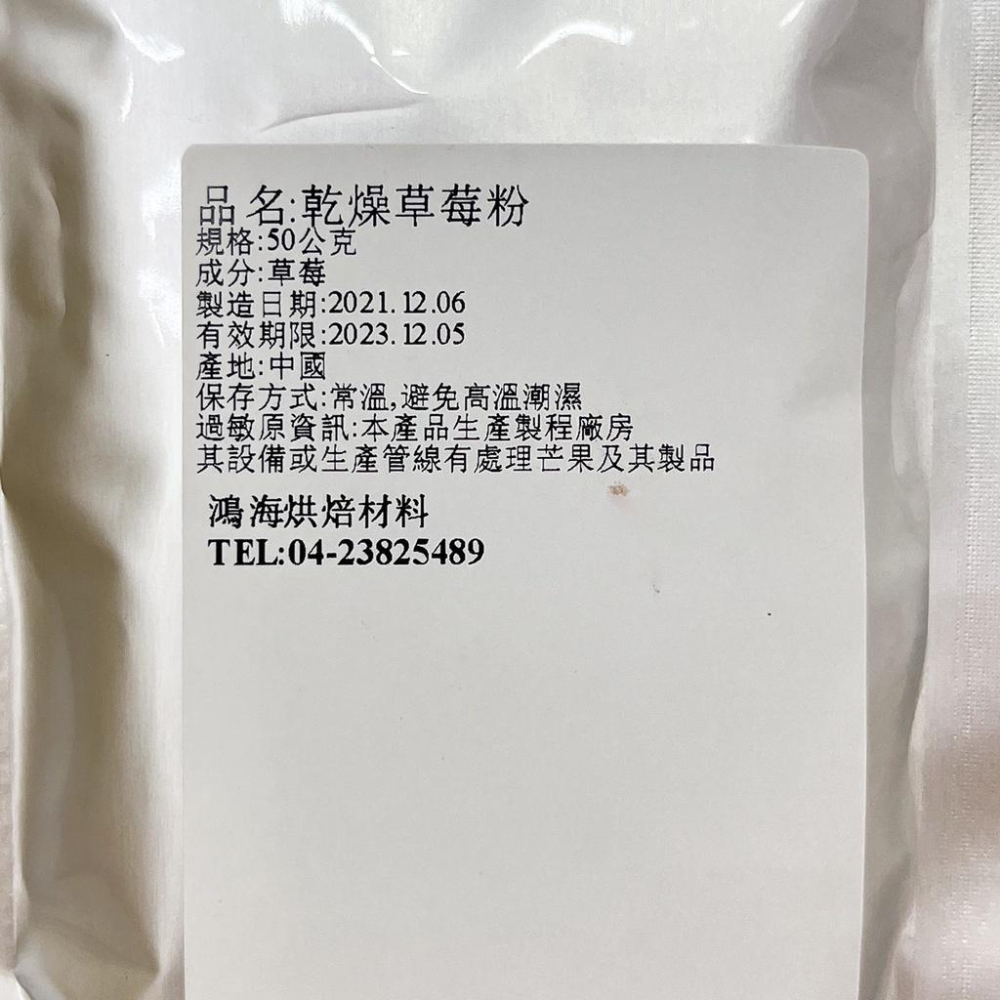 品名:乾燥草莓粉
規格:50公克
成分:草莓
製造日期:2021.12.06
有效期限:2023.12.05
產地:中國
保存方式:常溫,避免高溫潮濕
過敏原資訊:本產品生產製程廠房
其設備或生產管線有處理芒果及其製品
鴻海烘焙材料
TEL:04-23825489